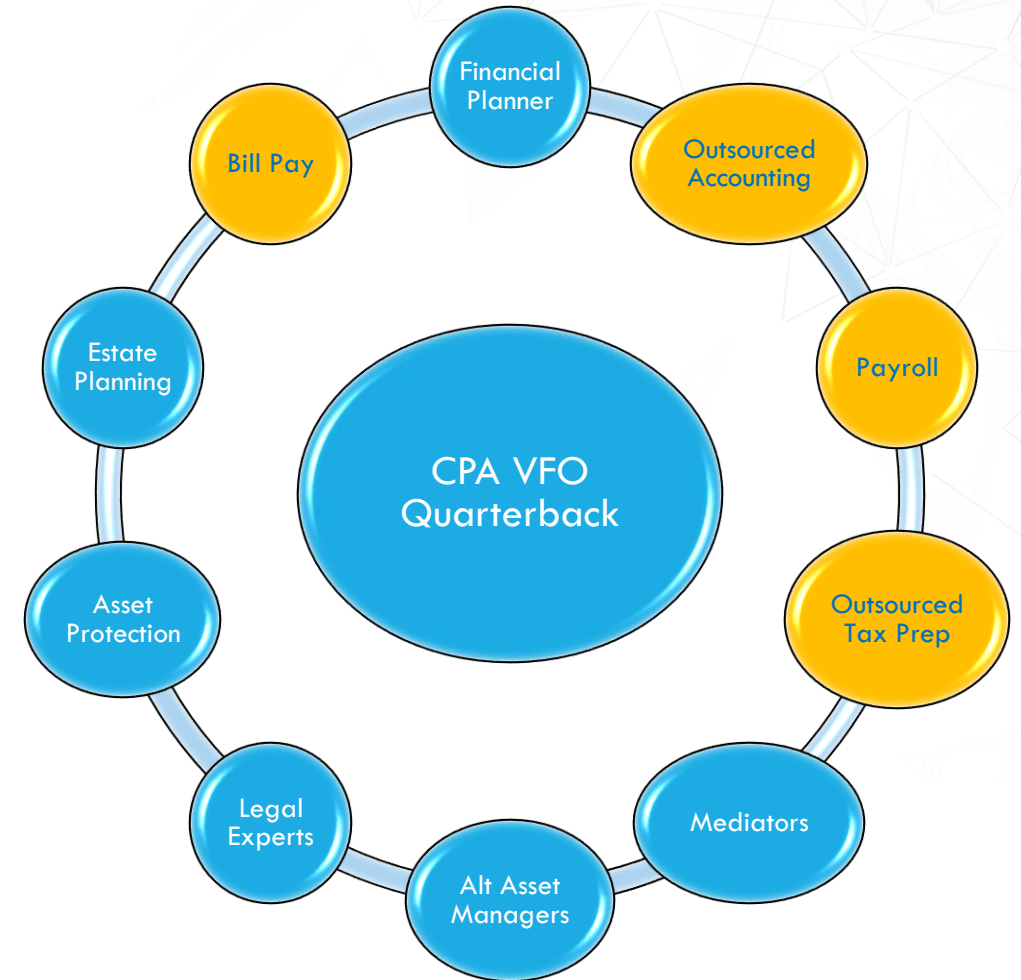 Financial
Planner
Outsourced
Accounting
Payroll
Outsourced
Tax Prep
Mediators
Alt Asset
Managers
Legal
Experts
Asset
Protection
Estate
Planning
Bill Pay
CPA VFO
Quarterback